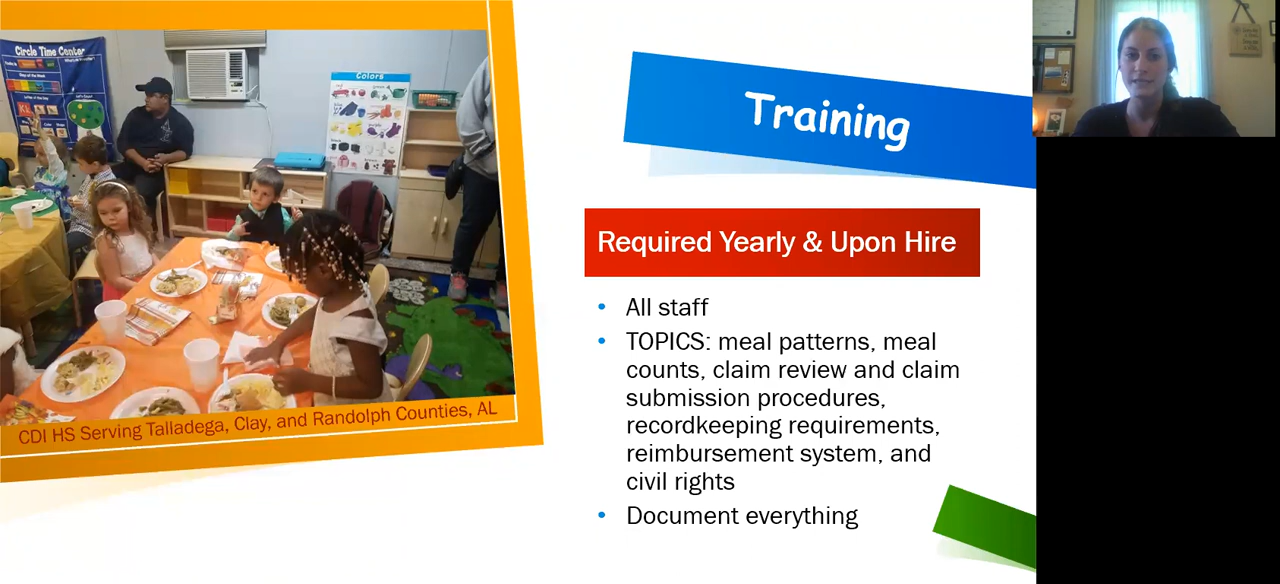 Circle Time Center
Colors
CDI HS Serving Talladega, Clay, and Randolph Counties, AL
Training
Required Yearly & Upon Hire
• All staff
• TOPICS: meal patterns, meal
counts, claim review and claim
submission procedures,
recordkeeping requirements,
reimbursement system, and
civil rights
• Document everything